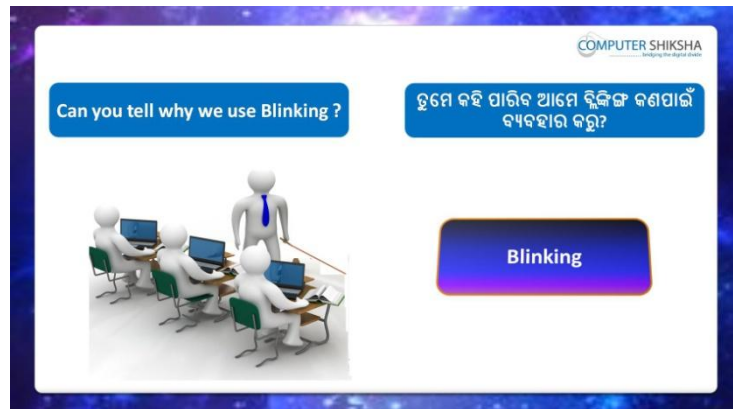 COMPUTER SHIKSHA
bridging the digital divide
Can you tell why we use Blinking ?
ତୁମେ କହି ପାରିବ ଆମେ ବ୍ଲିଙ୍କିଙ୍ଗ କଣପାଇଁ
ବ୍ୟବହାର କରୁ?
Blinking